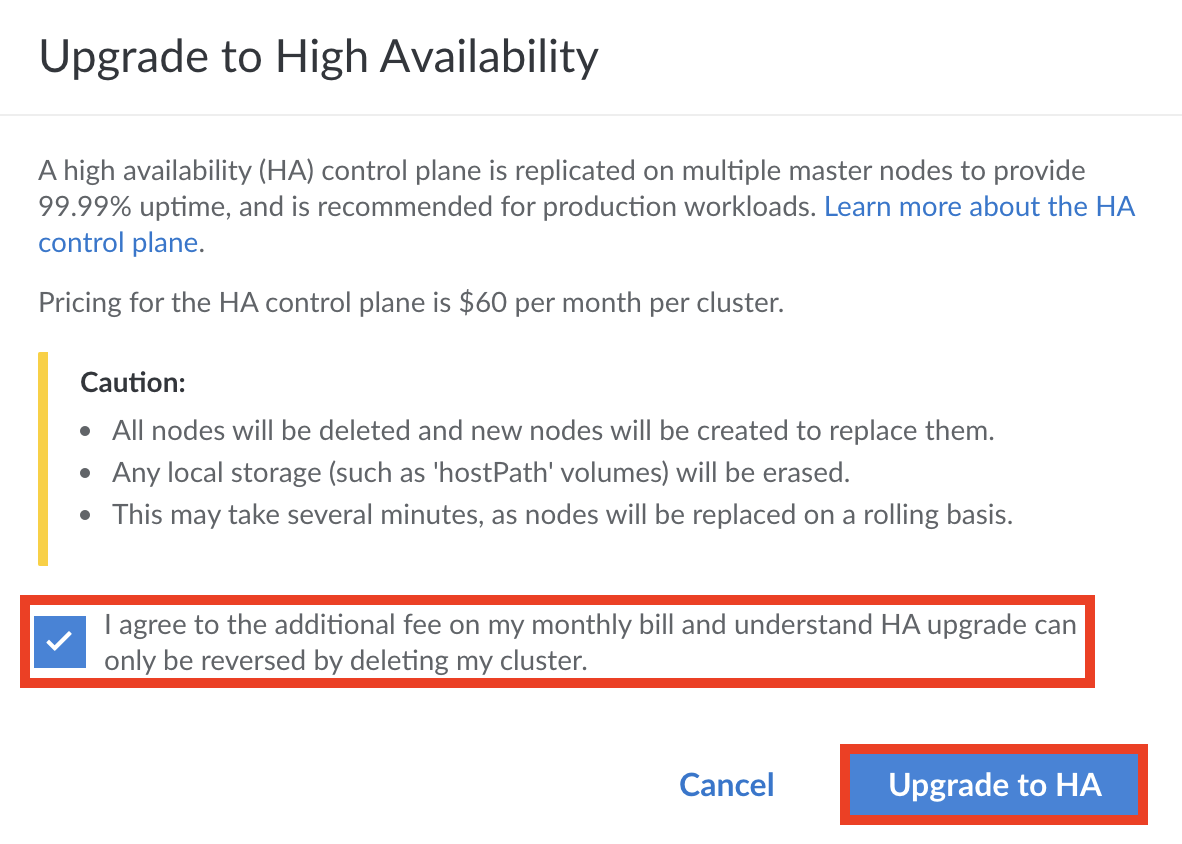 Upgrade to High Availability
A high availability (HA) control plane is replicated on multiple master nodes to provide
99.99% uptime, and is recommended for production workloads. Learn more about the HA
control plane.
Pricing for the HA control plane is $60 per month per cluster.
Caution:
• All nodes will be deleted and new nodes will be created to replace them.
• Any local storage (such as 'hostPath' volumes) will be erased.
• This may take several minutes, as nodes will be replaced on a rolling basis.
I agree to the additional fee on my monthly bill and understand HA upgrade can
only be reversed by deleting my cluster.
Cancel Upgrade to HA